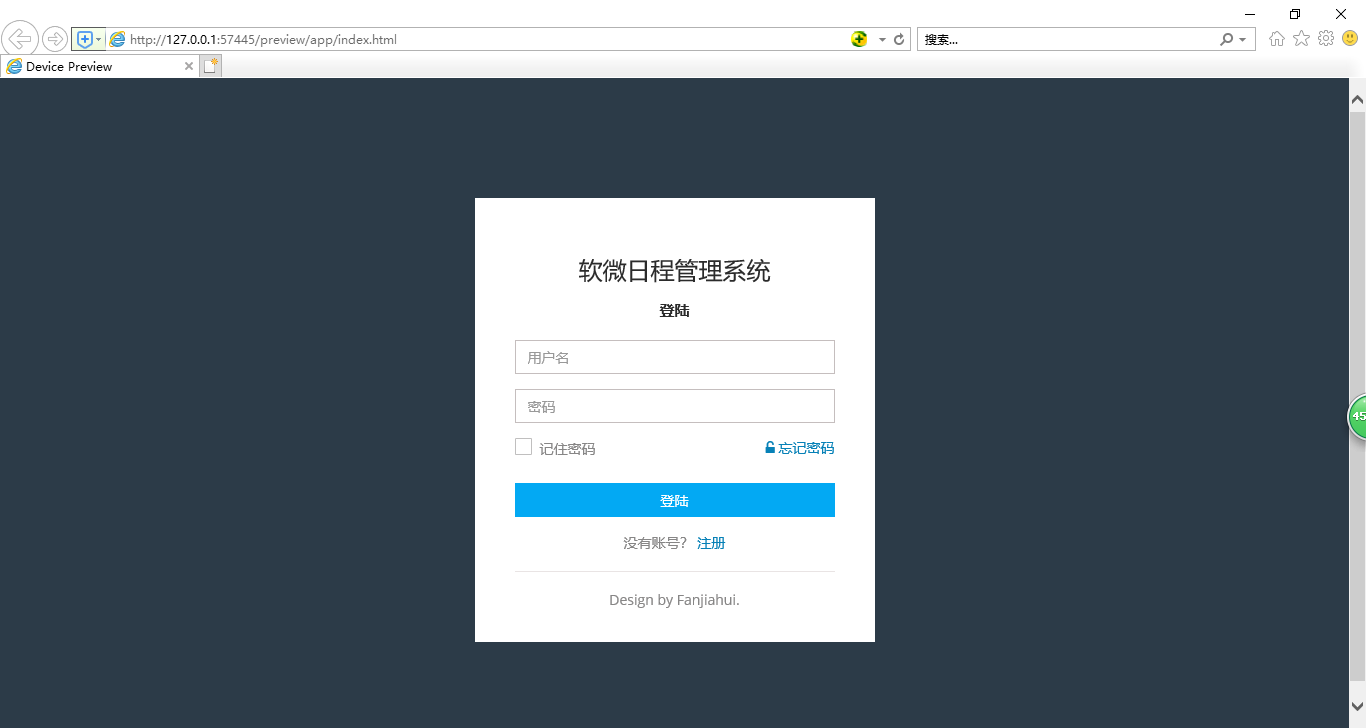 http://127.0.0.1:57445/preview/app/index.html
搜索...
Device Preview
软微日程管理系统
登陆
用户名
密码
记住密码 忘记密码
登陆
没有账号? 注册
Design by Fanjiahui.
45